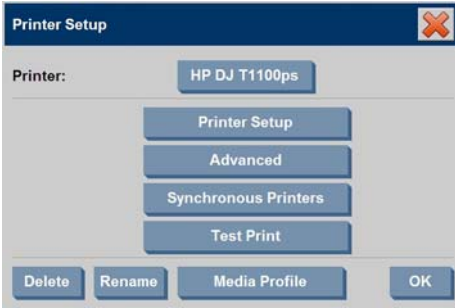 Printer Setup
Printer: HP DJ T1100ps
Printer Setup
Advanced
Synchronous Printers
Test Print
Delete Rename Media Profile OK